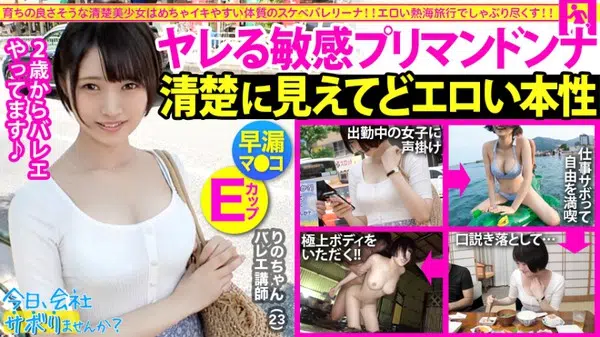 育ちの良さそうな清楚美少女はめちゃイキやすい体質のスケベバレリーナ!!エロい熱海旅行でしゃぶり尽くす!!
ヤレる敏感プリマンドンナ
清楚に見えてどエロい本性
2歳からバレエ
やってます♪
早漏
マ●コ
Eカップ
りのちゃん(23)
バレエ講師
今日、会社
サボりませんか?
出勤中の女子に
声掛け
仕事サボって
自由を満喫
口説き落として…
極上ボディを
いただく!!